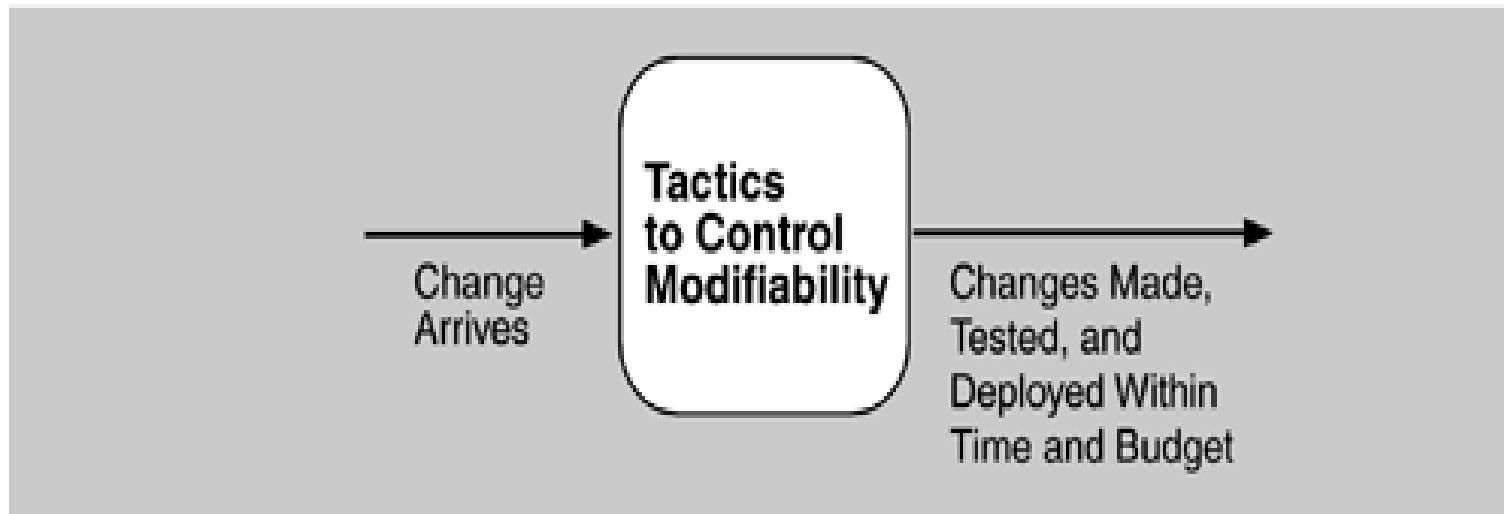 Change
Arrives
Tactics
to Control
Modifiability
Changes Made,
Tested, and
Deployed Within
Time and Budget